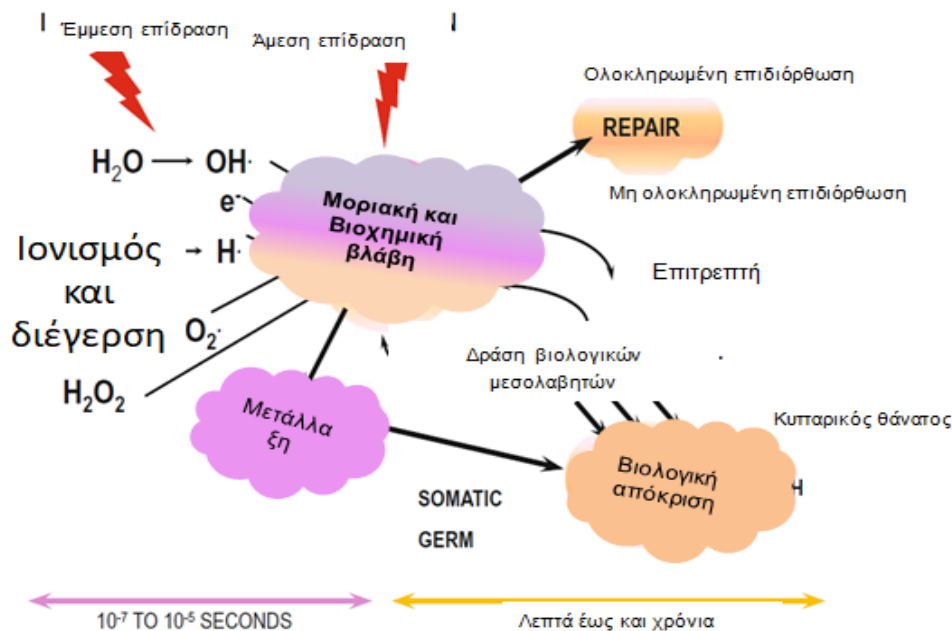 Έμμεση επίδραση
Άμεση επίδραση
Ολοκληρωμένη επιδιόρθωση
REPAIR
Μη ολοκληρωμένη επιδιόρθωση
H₂O → OH·
e⁻
Μοριακή και
Βιοχημική
βλάβη
Ιονισμός
και
διέγερση
→ H·
O₂·
H₂O₂
Επιτρεπτή
Δράση βιολογικών
μεσολαβητών
Μετάλλα
ξη
Κυτταρικός θάνατος
Βιολογική
απόκριση
H
SOMATIC
GERM
10⁻⁷ TO 10⁻⁵ SECONDS
Λεπτά έως και χρόνια